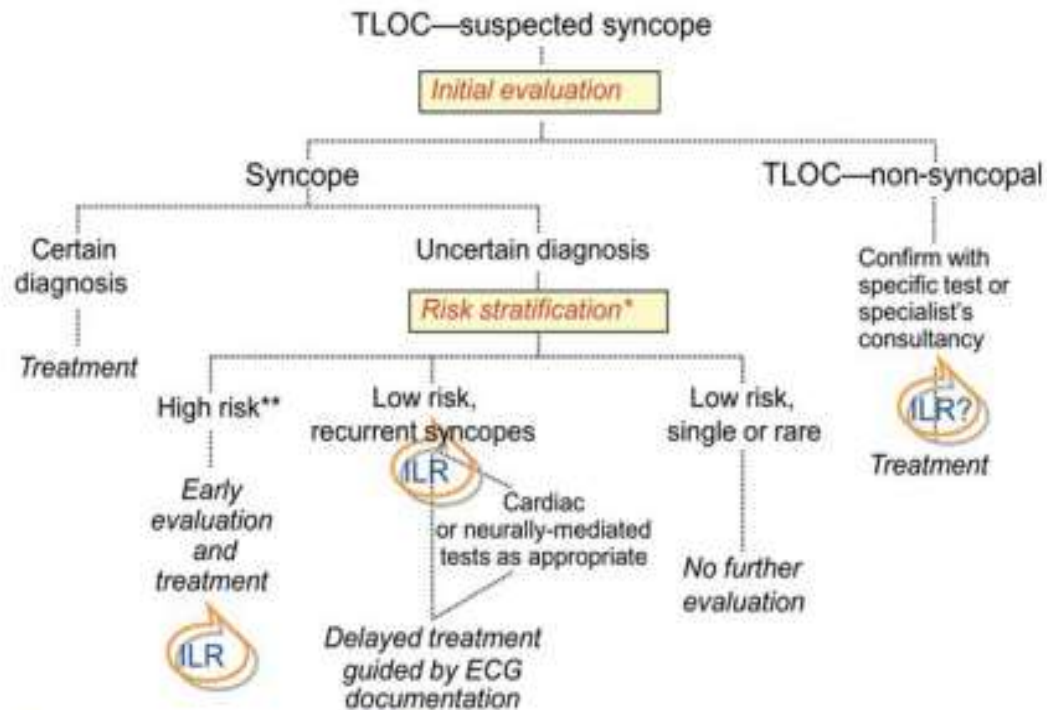 TLOC—suspected syncope
Initial evaluation
Syncope
TLOC—non-syncopal
Certain
diagnosis
Uncertain diagnosis
Confirm with
specific test or
specialist's
consultancy
Risk stratification*
Treatment
High risk**
Low risk,
recurrent syncopes
Low risk,
single or rare
ILR?
Treatment
ILR
Early
evaluation
and
treatment
Cardiac
or neurally-mediated
tests as appropriate
No further
evaluation
ILR
Delayed treatment
guided by ECG
documentation